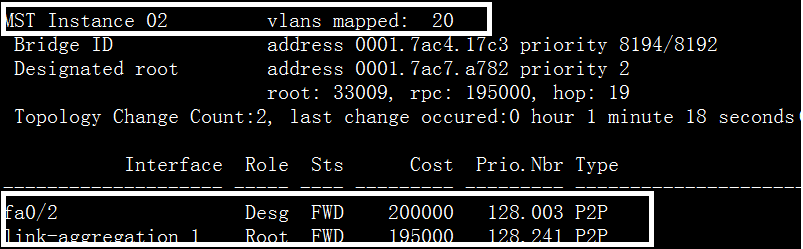 MST Instance 02 vlans mapped: 20
Bridge ID address 0001.7ac4.17c3 priority 8194/8192
Designated root address 0001.7ac7.a782 priority 2
root: 33009, rpc: 195000, hop: 19
Topology Change Count:2, last change occured:0 hour 1 minute 18 seconds(
Interface Role Sts Cost Prio.Nbr Type
-------------------- ----- ---- --------- -------- --------------------
fa0/2 Desg FWD 200000 128.003 P2P
link-aggregation 1 Root FWD 195000 128.241 P2P